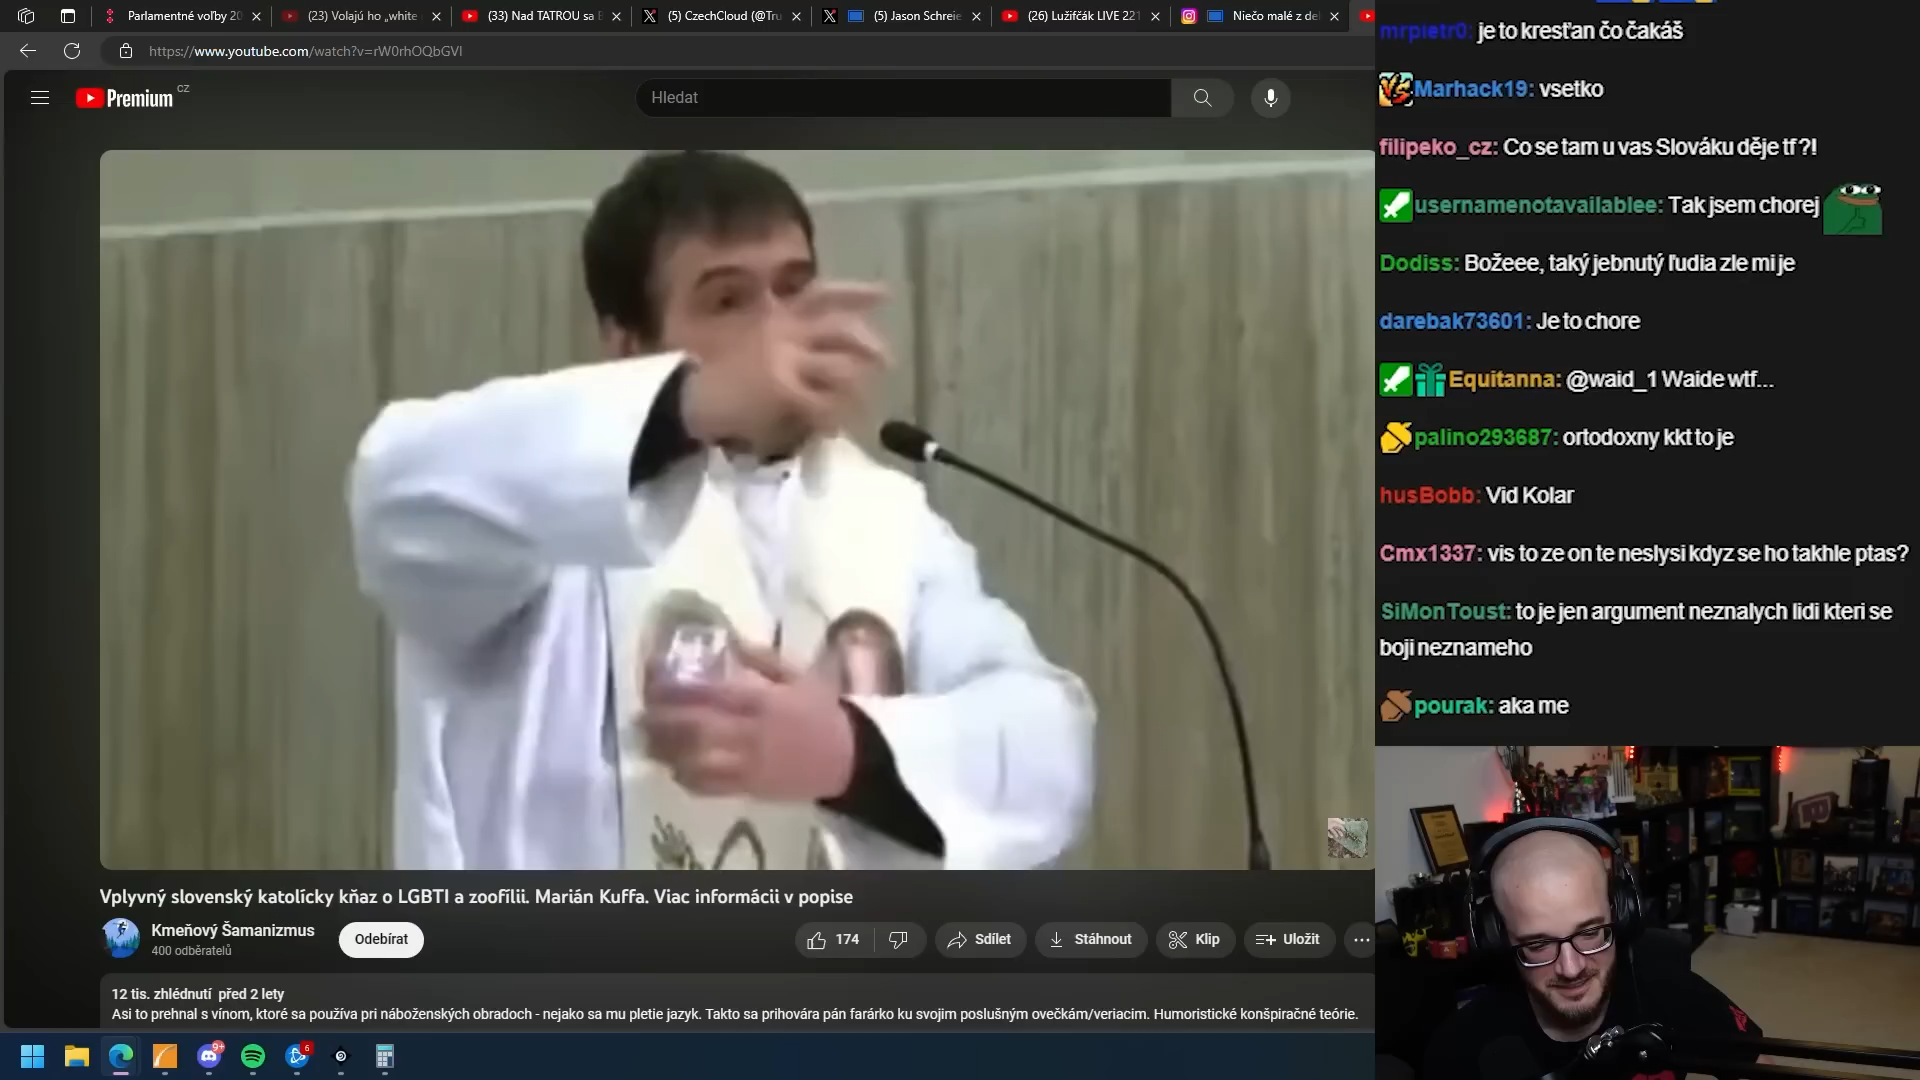 Parlamentné voľby 20
(23) Volajú ho „white
(33) Nad TATROU sa B
(5) CzechCloud (@Tru
(5) Jason Schreie
(26) Lužifčák LIVE 221
Niečo malé z de
https://www.youtube.com/watch?v=rW0rhOQbGVI
Premium CZ
Hledat
Vplyvný slovenský katolícky kňaz o LGBTI a zoofílii. Marián Kuffa. Viac informácii v popise
Kmeňový Šamanizmus
400 odběratelů
Odebírat
174
Sdílet
Stáhnout
Klip
Uložit
12 tis. zhlédnutí před 2 lety
Asi to prehnal s vínom, ktoré sa používa pri náboženských obradoch - nejako sa mu pletie jazyk. Takto sa prihovára pán farárko ku svojim poslušným ovečkám/veriacim. Humoristické konšpiračné teórie.
9+
6
mrpietr0: je to kresťan čo čakáš
Marhack19: vsetko
filipeko_cz: Co se tam u vas Slováku děje tf?!
usernamenotavailablee: Tak jsem chorej
Dodiss: Božeee, taký jebnutý ľudia zle mi je
darebak73601: Je to chore
Equitanna: @waid_1 Waide wtf...
palino293687: ortodoxny kkt to je
husBobb: Vid Kolar
Cmx1337: vis to ze on te neslysi kdyz se ho takhle ptas?
SiMonToust: to je jen argument neznalych lidi kteri se
boji neznameho
pourak: aka me